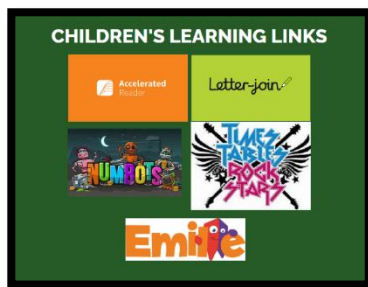 CHILDREN'S LEARNING LINKS
Accelerated
Reader
Letter-join
NUMBOTS
TIMES
TABLES
ROCK
STARS
Emile